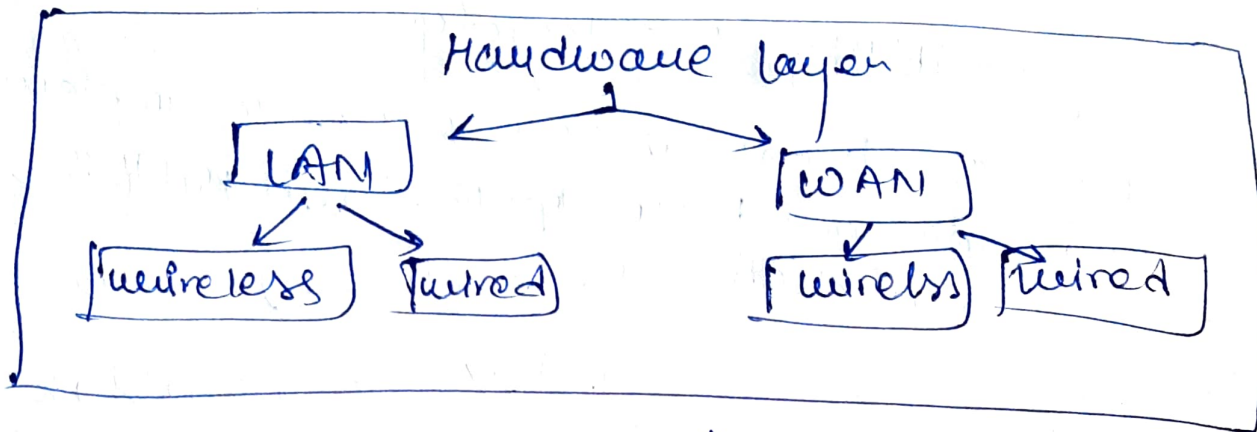 Hardware layer
LAN
WAN
wireless wired
wirelss wired